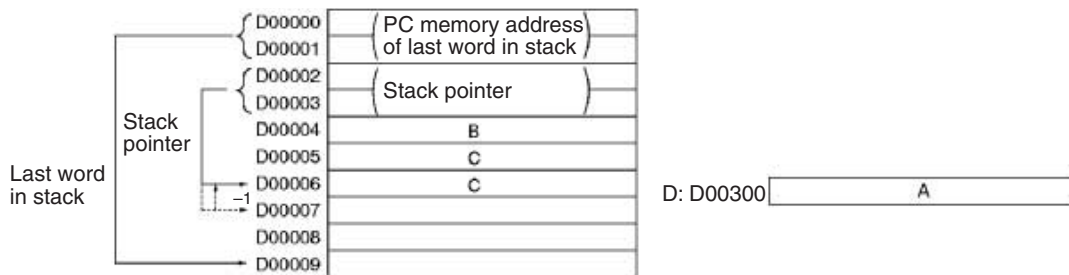 D00000
PC memory address
of last word in stack
D00001
D00002
Stack pointer
D00003
Stack
pointer
D00004 B
D00005 C
Last word
in stack
D00006 C
−1
D00007
D: D00300 A
D00008
D00009